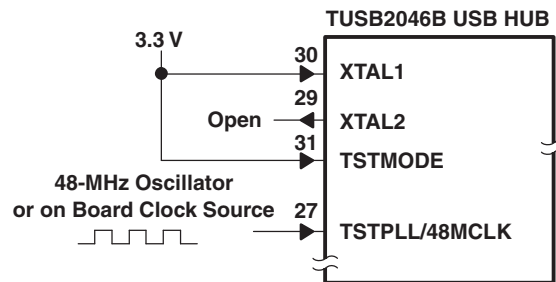 TUSB2046B USB HUB
3.3 V
30
XTAL1
29
Open
XTAL2
31
TSTMODE
48-MHz Oscillator
or on Board Clock Source
27
TSTPLL/48MCLK